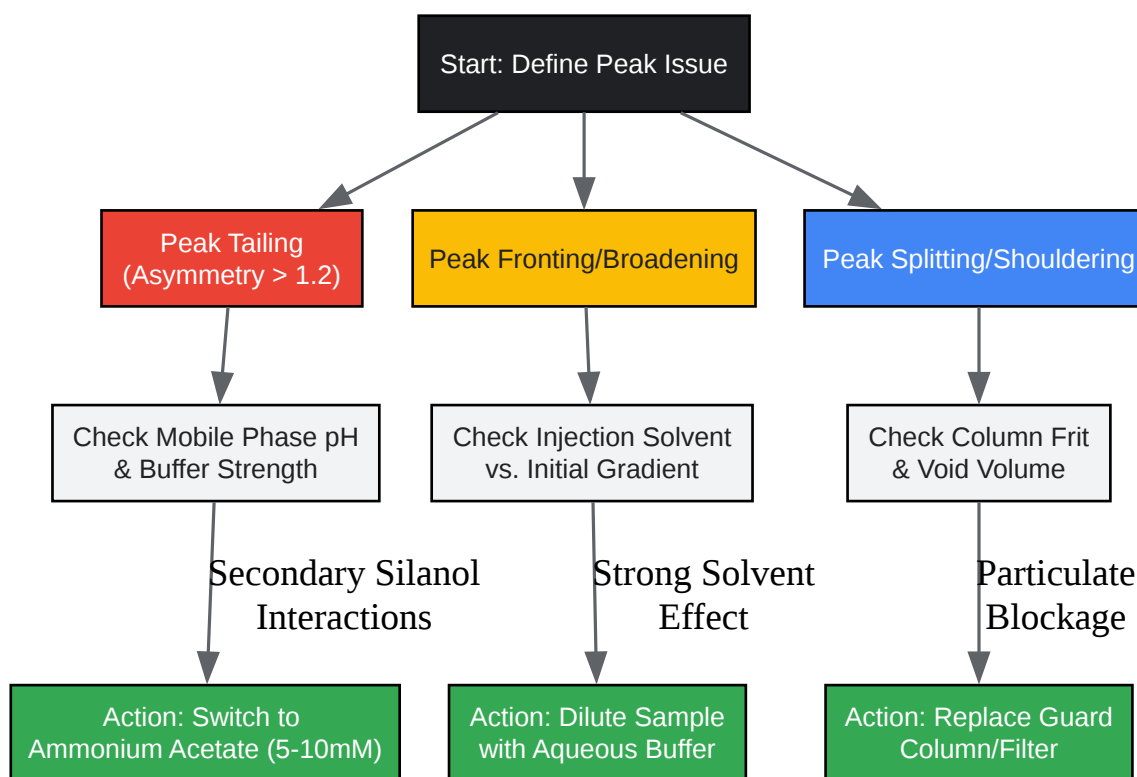 Start: Define Peak Issue
Peak Tailing
(Asymmetry > 1.2)
Peak Fronting/Broadening
Peak Splitting/Shouldering
Check Mobile Phase pH
& Buffer Strength
Check Injection Solvent
vs. Initial Gradient
Check Column Frit
& Void Volume
Secondary Silanol
Interactions
Strong Solvent
Effect
Particulate
Blockage
Action: Switch to
Ammonium Acetate (5-10mM)
Action: Dilute Sample
with Aqueous Buffer
Action: Replace Guard
Column/Filter